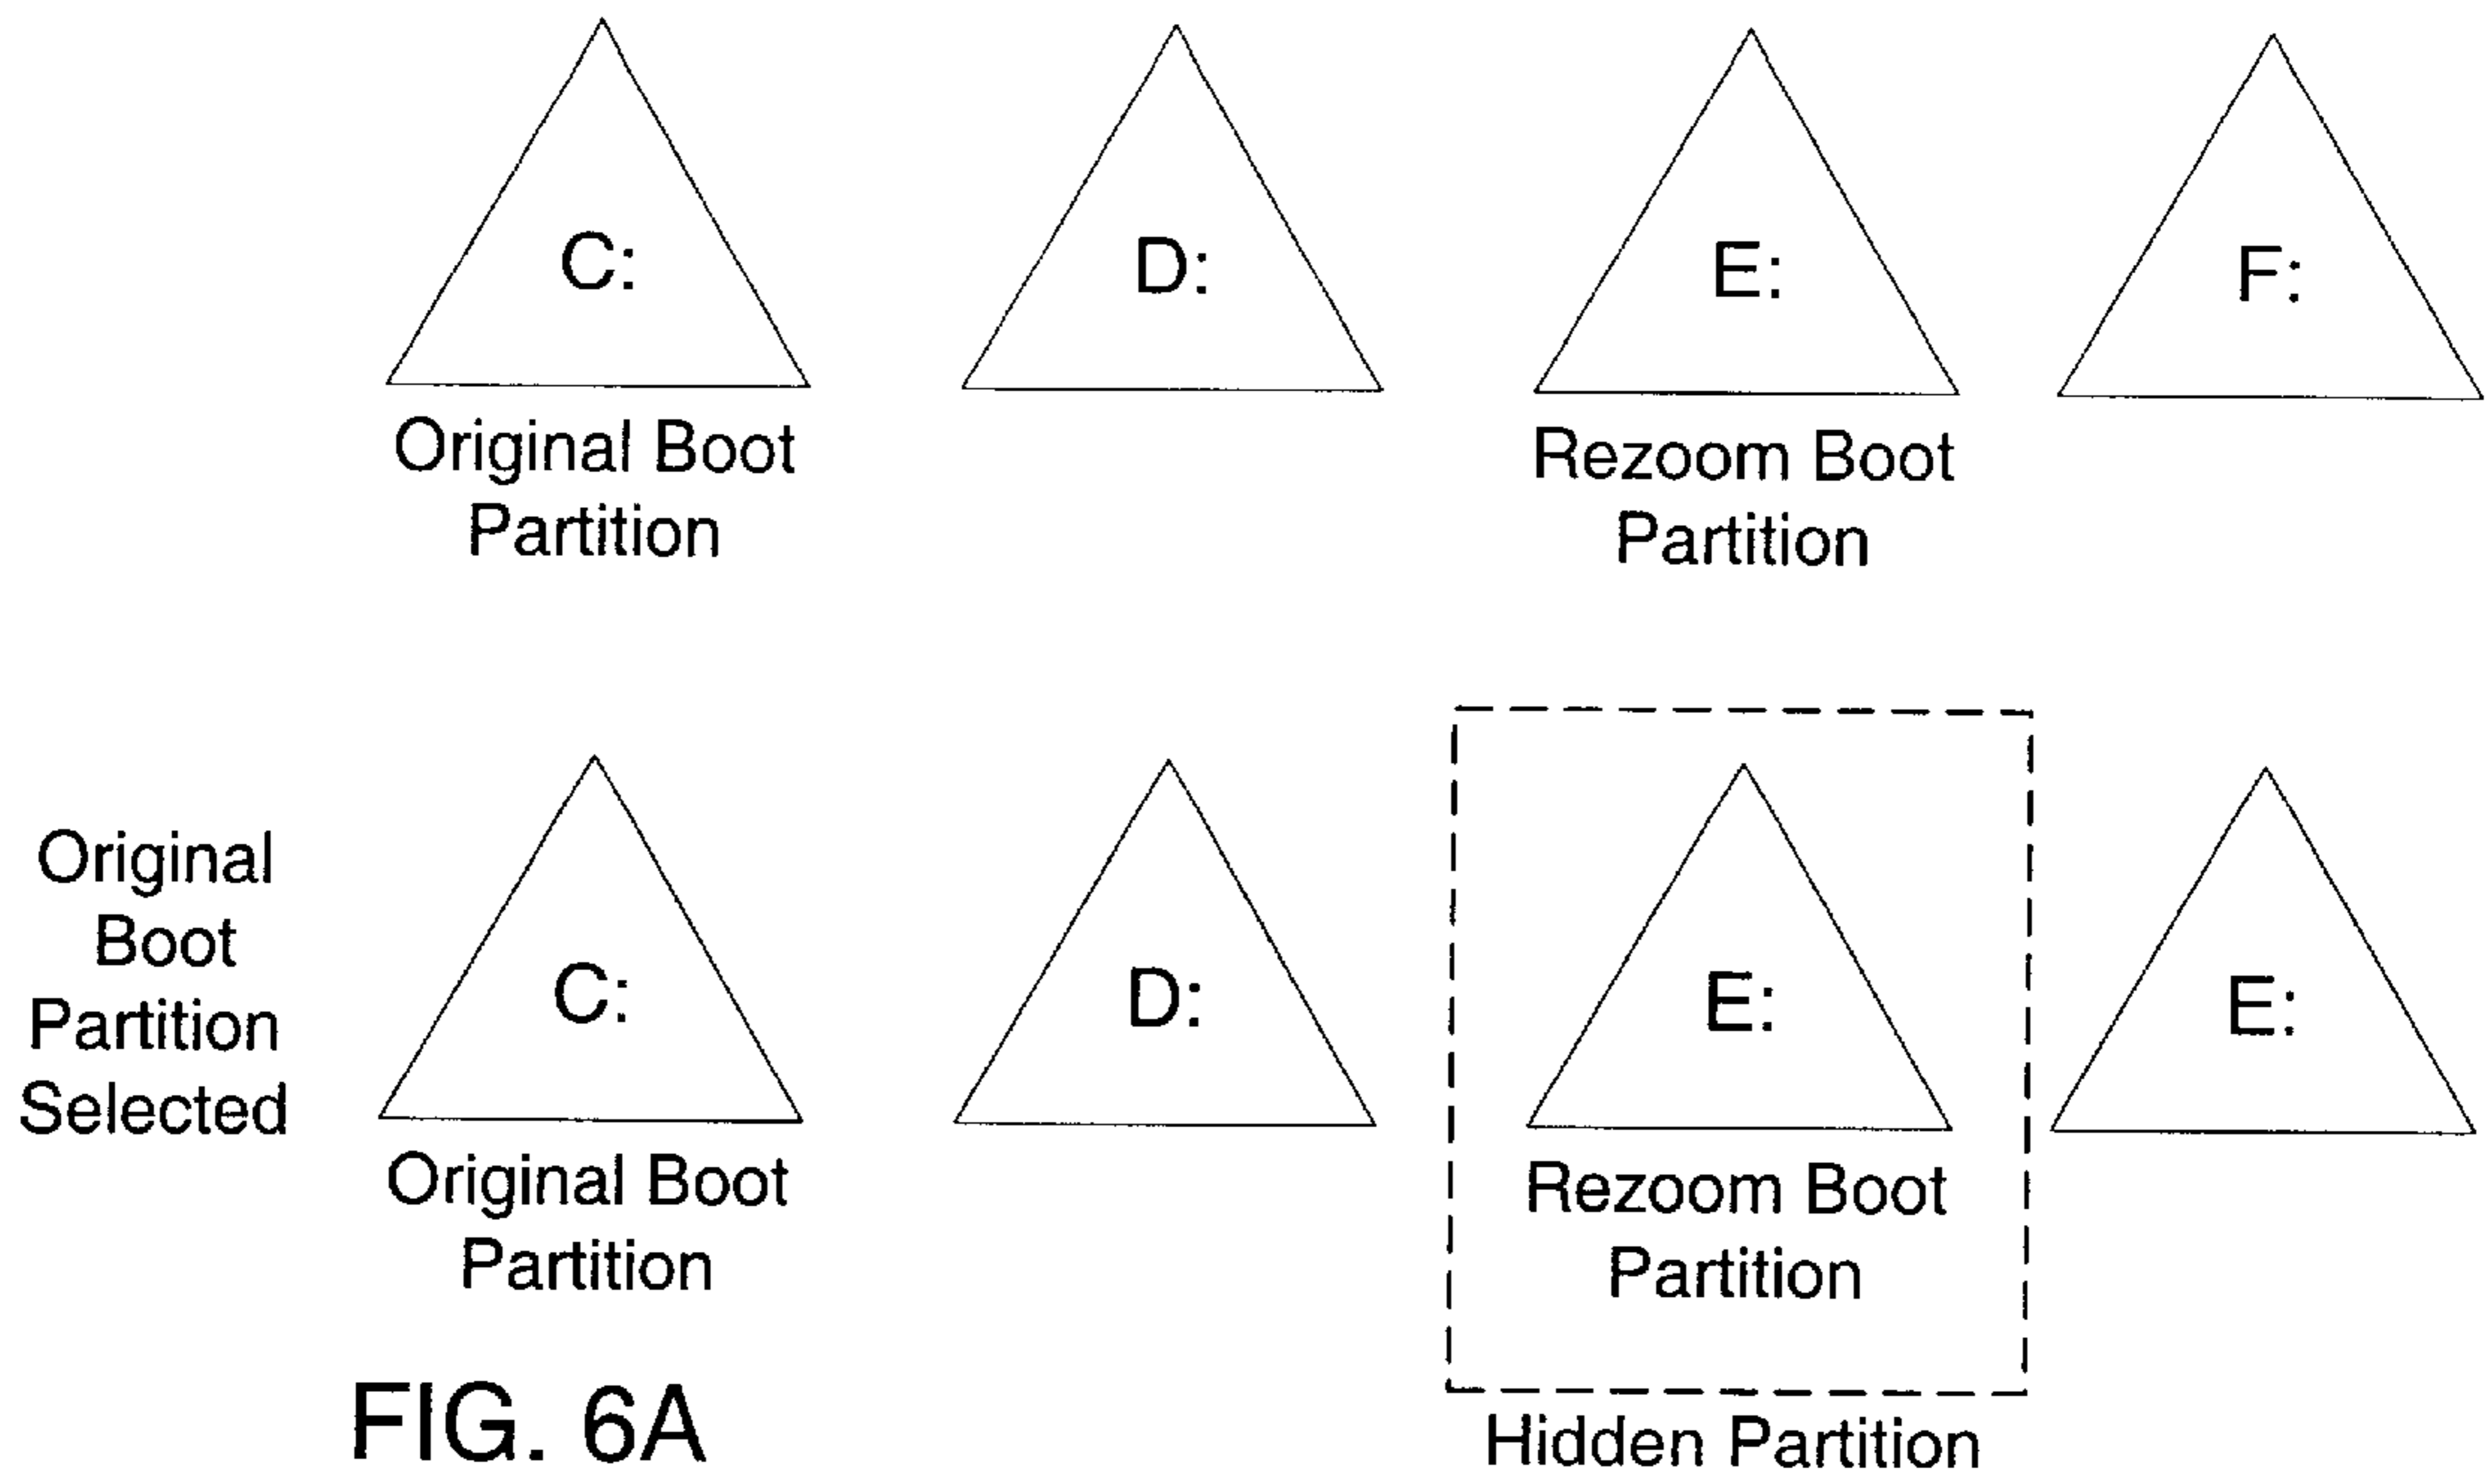 C:
D:
E:
F:
Original Boot
Partition
Rezoom Boot
Partition
Original
Boot
Partition
Selected
C:
D:
E:
E:
Original Boot
Partition
Rezoom Boot
Partition
Hidden Partition
FIG. 6A